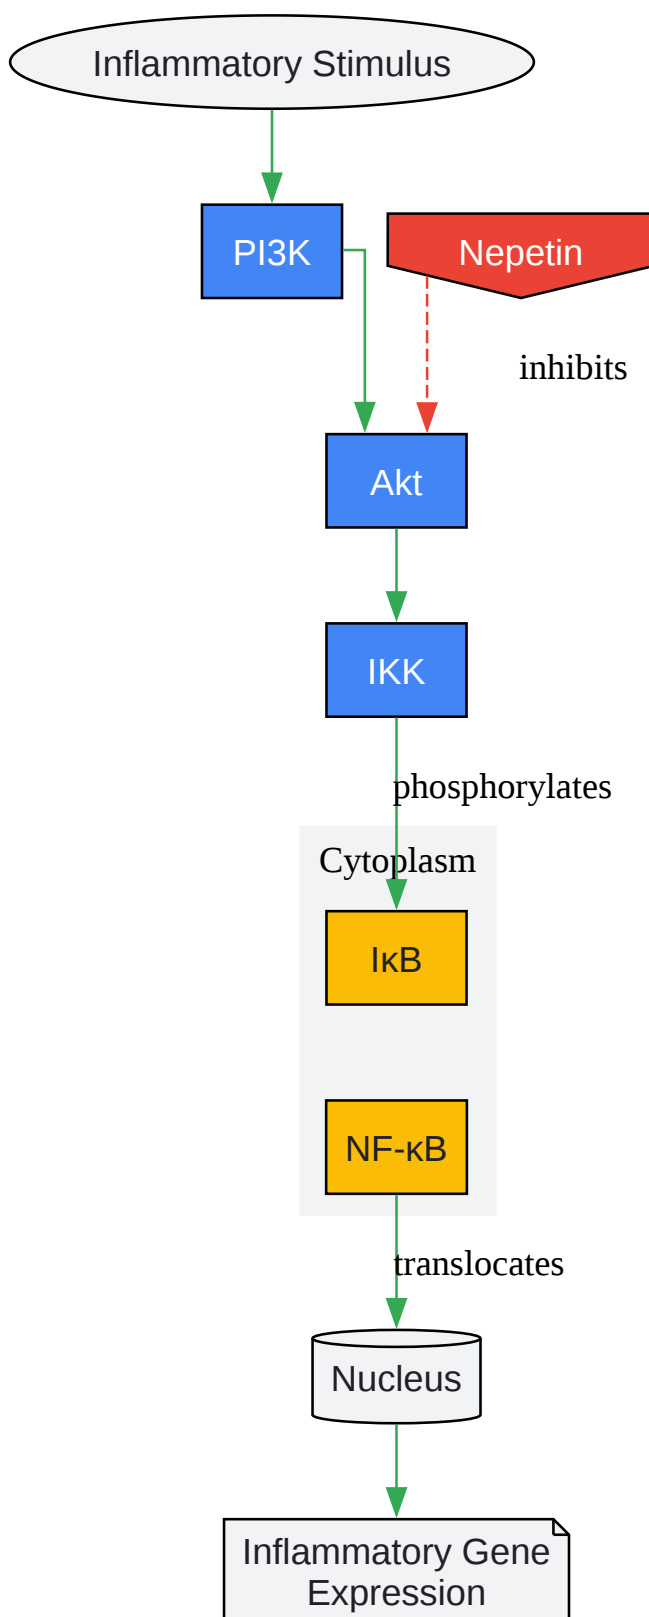 Inflammatory Stimulus
PI3K
Nepetin
inhibits
Akt
IKK
phosphorylates
Cytoplasm
IκB
NF-κB
translocates
Nucleus
Inflammatory Gene
Expression